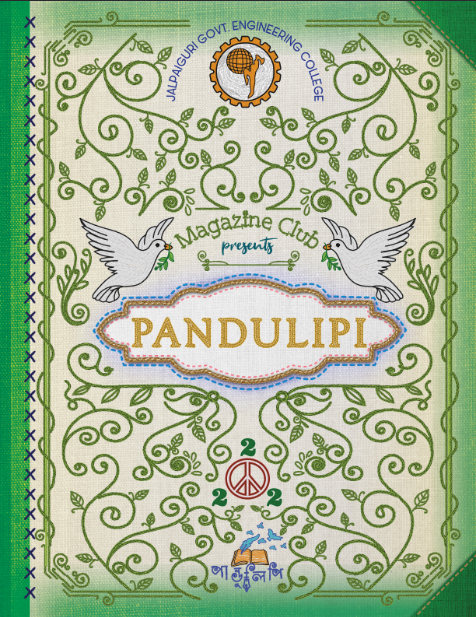 JALPAIGURI GOVT. ENGINEERING COLLEGE
Magazine Club
presents
PANDULIPI
2
2 2
পাণ্ডুলিপি